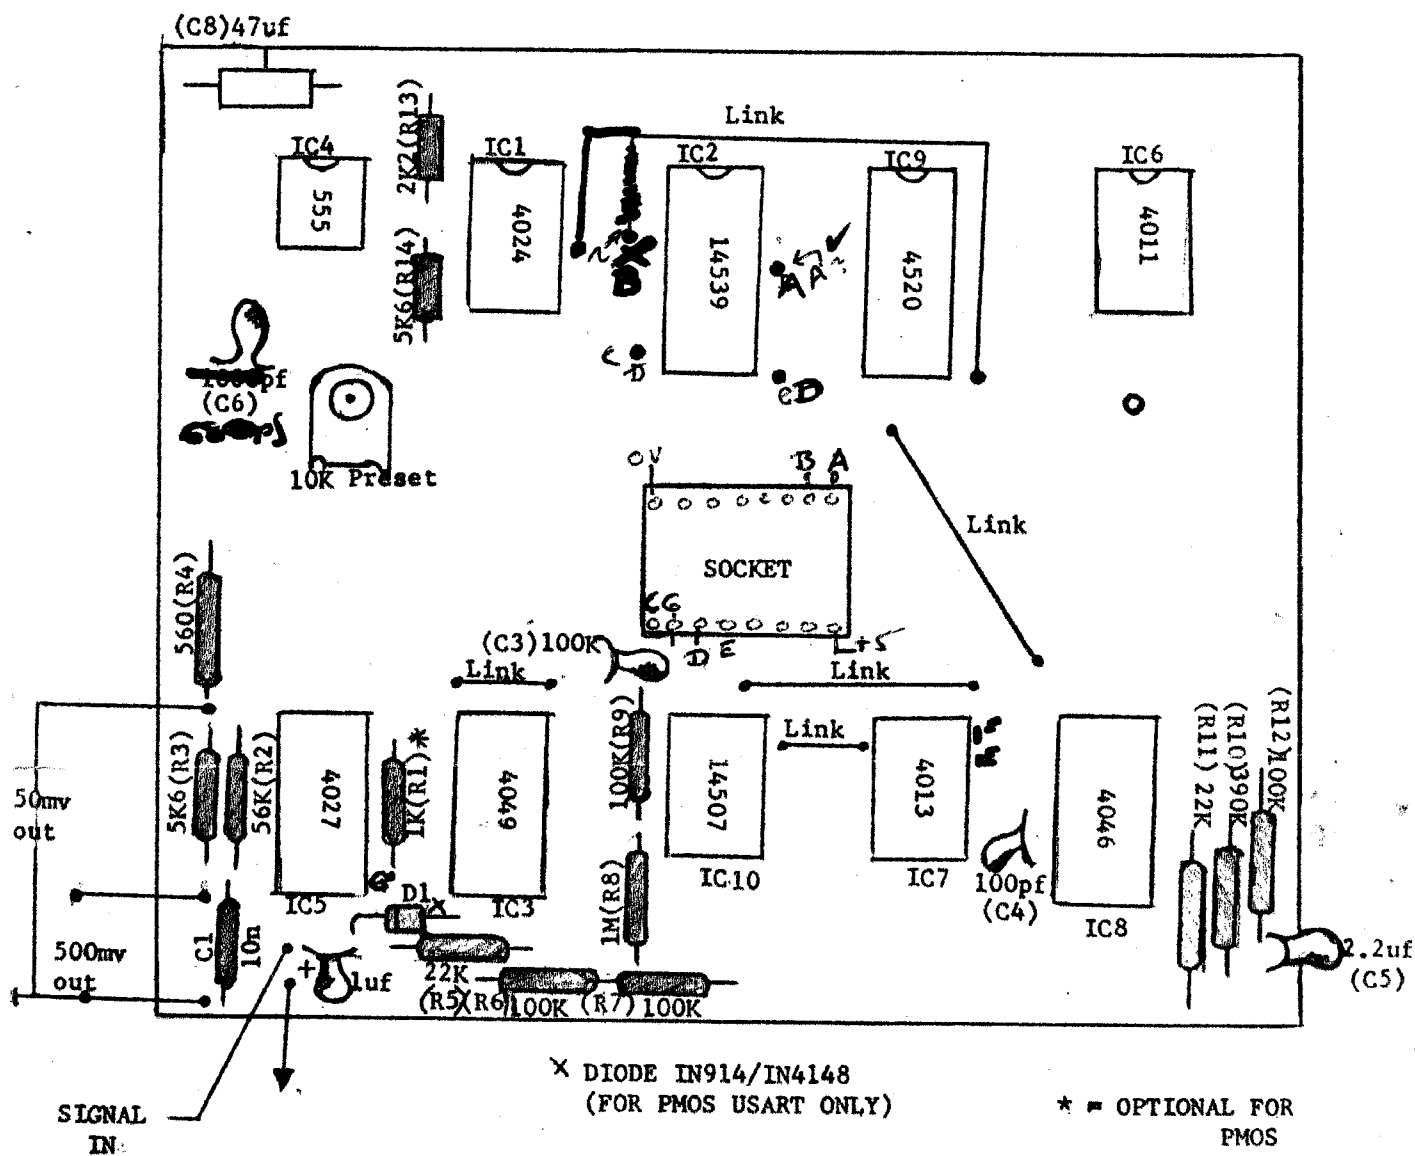 (C8)47uf
2K2(R13)
Link
IC4
IC1
IC2
IC9
IC6
555
4024
14539
4520
4011
A A
5K6(R14)
C
D
C D
(C6)
680pf
10K Preset
0V
B A
Link
SOCKET
C G
D E
+5
560(R4)
(C3)100K
Link
Link
Link
5K6(R3)
56K(R2)
4027
1K(R1)*
4049
100K(R9)
14507
4013
4046
(R11) 22K
(R10)390K
(R12)100K
50mv
out
G
IC5
D1 x
IC3
1M(R8)
IC10
IC7
100pf
(C4)
IC8
C1
10n
500mv
out
+
1uf
22K
(R5)(R6)100K (R7) 100K
2.2uf
(C5)
x DIODE IN914/IN4148
(FOR PMOS USART ONLY)
* = OPTIONAL FOR
PMOS
SIGNAL
IN